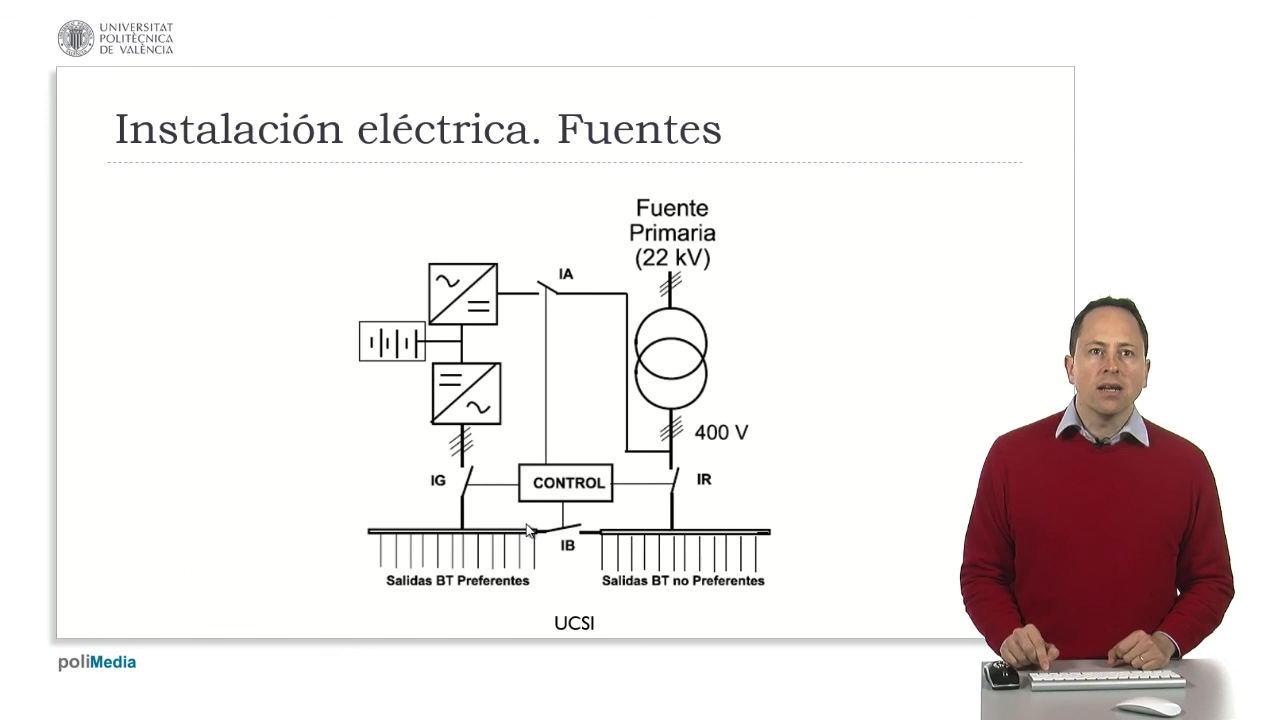 UNIVERSITAT
POLITÈCNICA
DE VALÈNCIA
Instalación eléctrica. Fuentes
Fuente
Primaria
(22 kV)
IA
400 V
IG
CONTROL
IR
IB
Salidas BT Preferentes
Salidas BT no Preferentes
UCSI
poliMedia